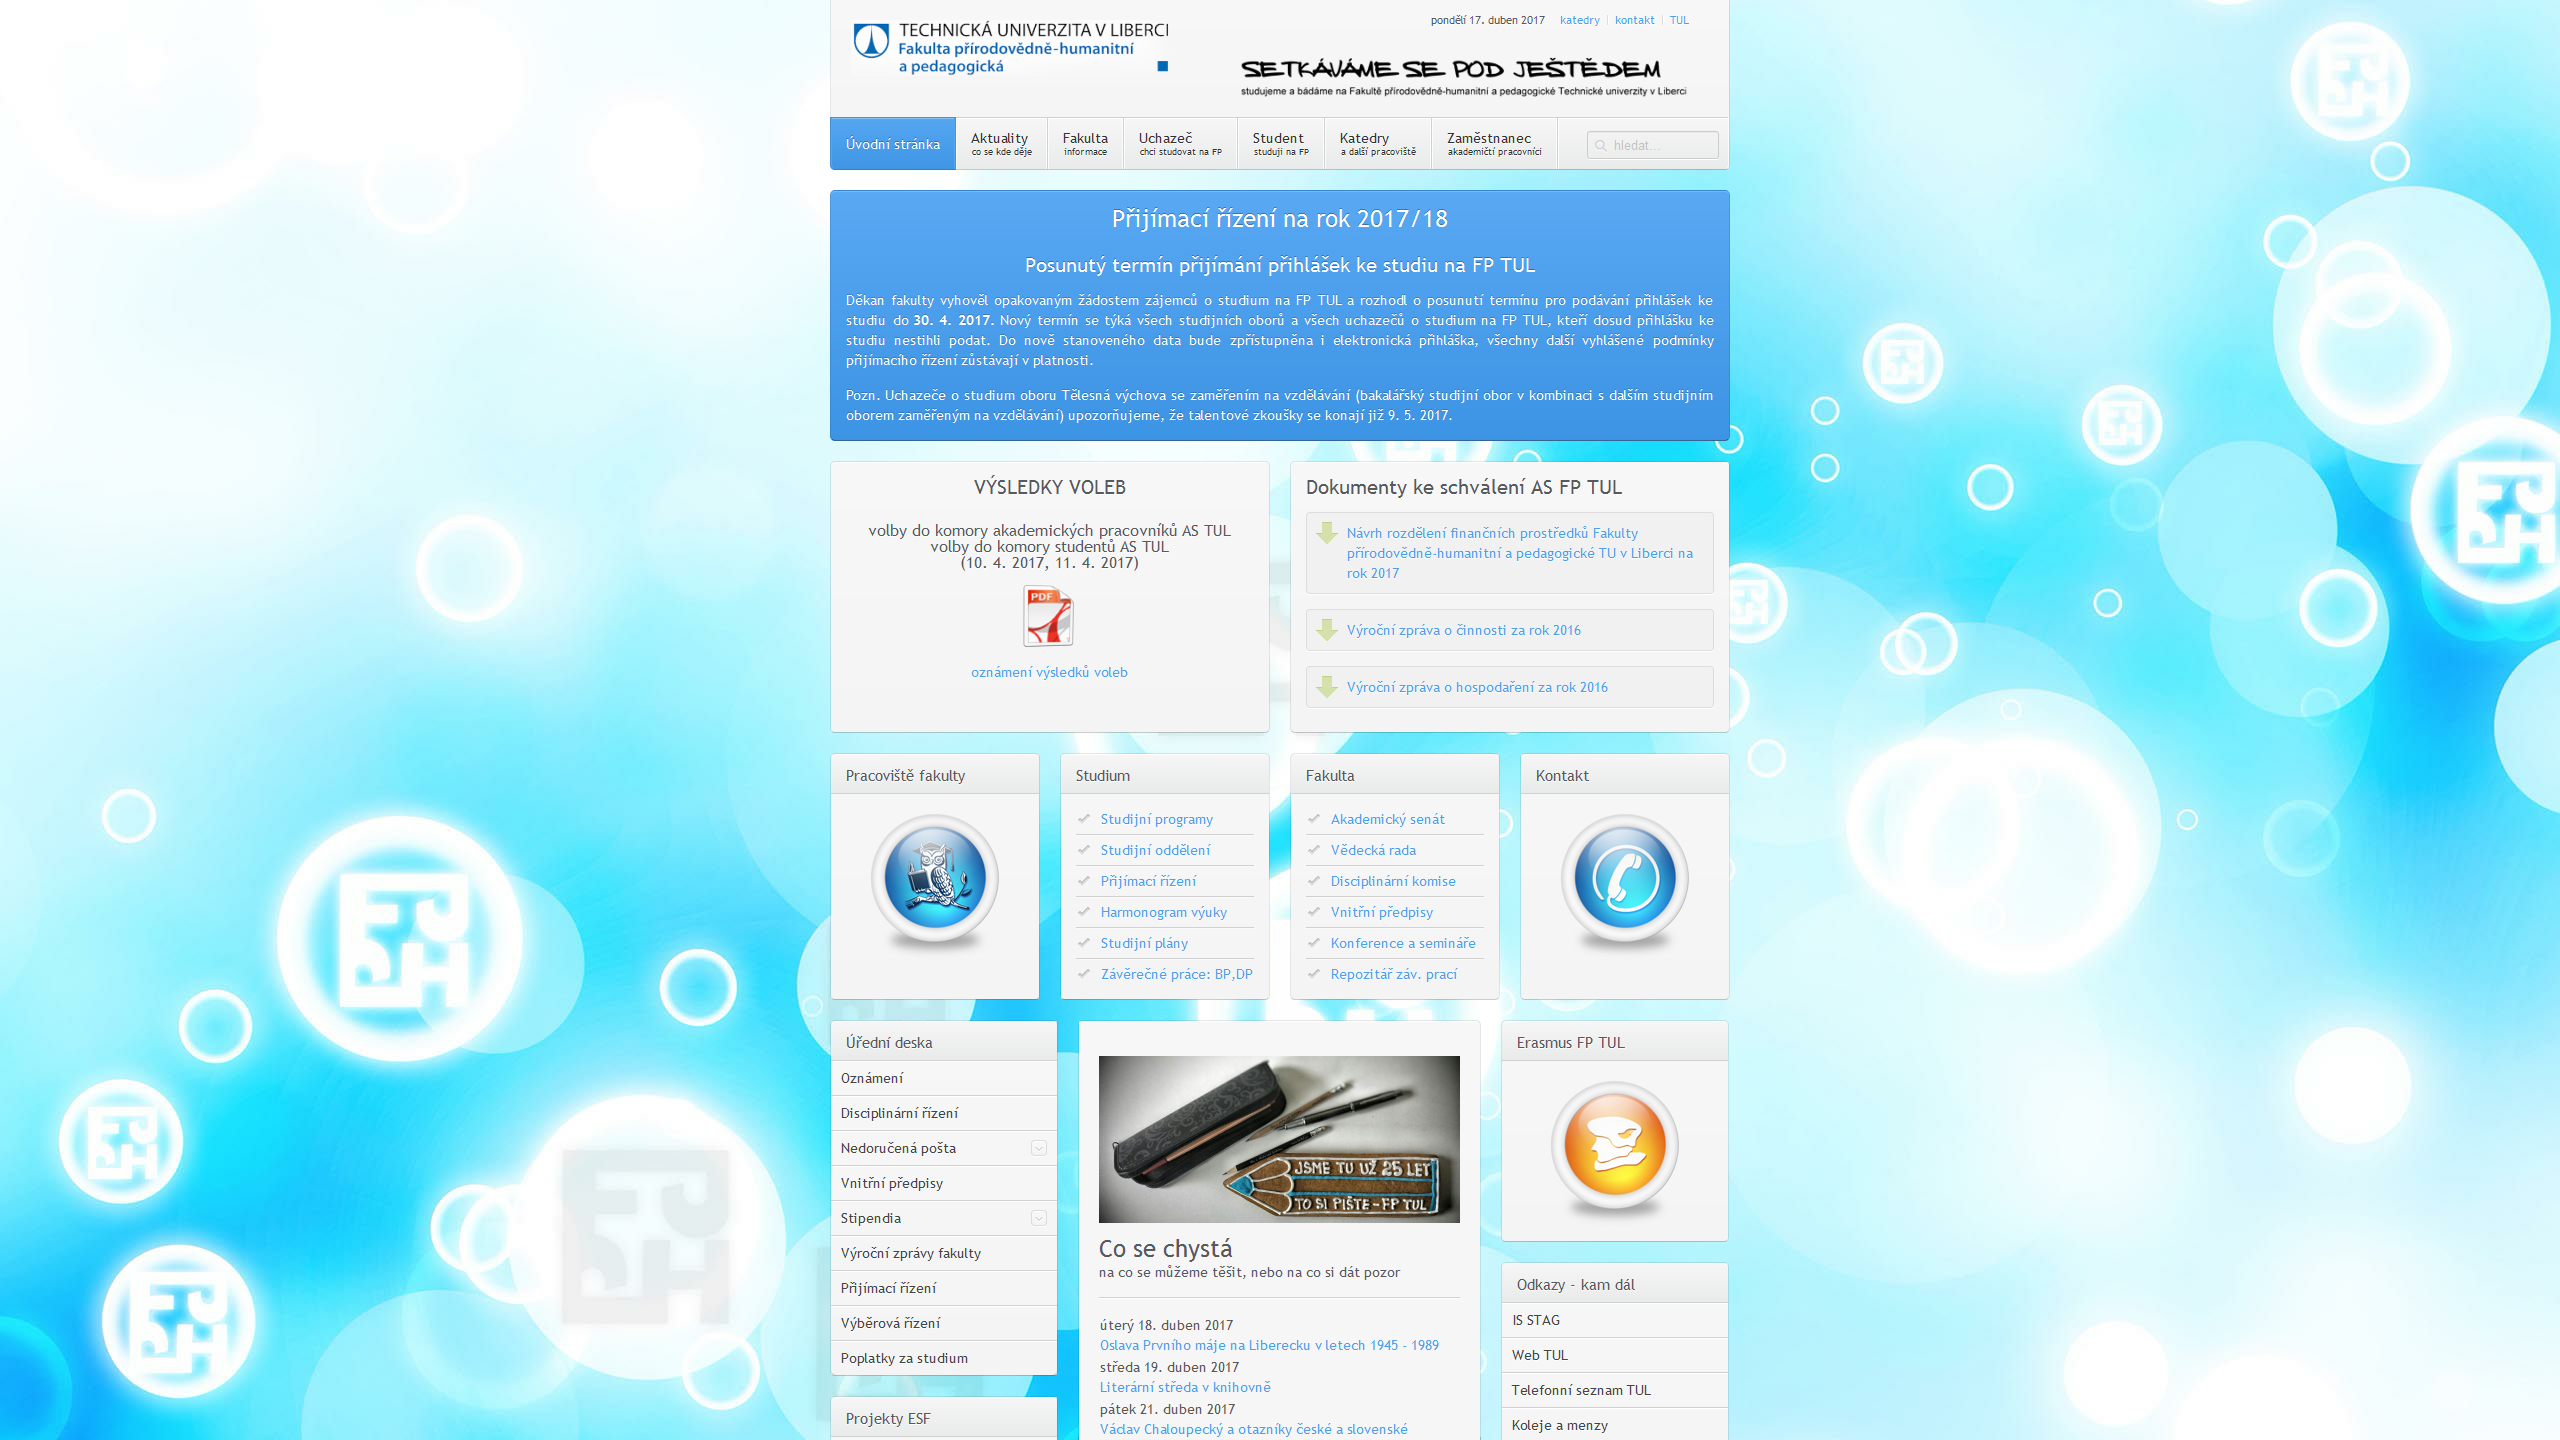 TECHNICKÁ UNIVERZITA V LIBERCI
Fakulta přírodovědně-humanitní
a pedagogická
pondělí 17. duben 2017 katedry kontakt TUL
SETKÁVÁME SE POD JEŠTĚDEM
studujeme a bádáme na Fakultě přírodovědně-humanitní a pedagogické Technické univerzity v Liberci
Úvodní stránka
Aktuality
co se kde děje
Fakulta
informace
Uchazeč
chci studovat na FP
Student
studuji na FP
Katedry
a další pracoviště
Zaměstnanec
akademičtí pracovníci
hledat...
Přijímací řízení na rok 2017/18
Posunutý termín přijímání přihlášek ke studiu na FP TUL
Děkan fakulty vyhověl opakovaným žádostem zájemců o studium na FP TUL a rozhodl o posunutí termínu pro podávání přihlášek ke
studiu do 30. 4. 2017. Nový termín se týká všech studijních oborů a všech uchazečů o studium na FP TUL, kteří dosud přihlášku ke
studiu nestihli podat. Do nově stanoveného data bude zpřístupněna i elektronická přihláška, všechny další vyhlášené podmínky
přijímacího řízení zůstávají v platnosti.
Pozn. Uchazeče o studium oboru Tělesná výchova se zaměřením na vzdělávání (bakalářský studijní obor v kombinaci s dalším studijním
oborem zaměřeným na vzdělávání) upozorňujeme, že talentové zkoušky se konají již 9. 5. 2017.
VÝSLEDKY VOLEB
volby do komory akademických pracovníků AS TUL
volby do komory studentů AS TUL
(10. 4. 2017, 11. 4. 2017)
PDF
oznámení výsledků voleb
Dokumenty ke schválení AS FP TUL
Návrh rozdělení finančních prostředků Fakulty
přírodovědně-humanitní a pedagogické TU v Liberci na
rok 2017
Výroční zpráva o činnosti za rok 2016
Výroční zpráva o hospodaření za rok 2016
Pracoviště fakulty
Studium
Studijní programy
Studijní oddělení
Přijímací řízení
Harmonogram výuky
Studijní plány
Závěrečné práce: BP,DP
Fakulta
Akademický senát
Vědecká rada
Disciplinární komise
Vnitřní předpisy
Konference a semináře
Repozitář záv. prací
Kontakt
Úřední deska
Oznámení
Disciplinární řízení
Nedoručená pošta
Vnitřní předpisy
Stipendia
Výroční zprávy fakulty
Přijímací řízení
Výběrová řízení
Poplatky za studium
Projekty ESF
JSME TU UŽ 25 LET
TO SI PIŠTE - FP TUL
Co se chystá
na co se můžeme těšit, nebo na co si dát pozor
úterý 18. duben 2017
Oslava Prvního máje na Liberecku v letech 1945 - 1989
středa 19. duben 2017
Literární středa v knihovně
pátek 21. duben 2017
Václav Chaloupecký a otazníky české a slovenské
Erasmus FP TUL
Odkazy - kam dál
IS STAG
Web TUL
Telefonní seznam TUL
Koleje a menzy